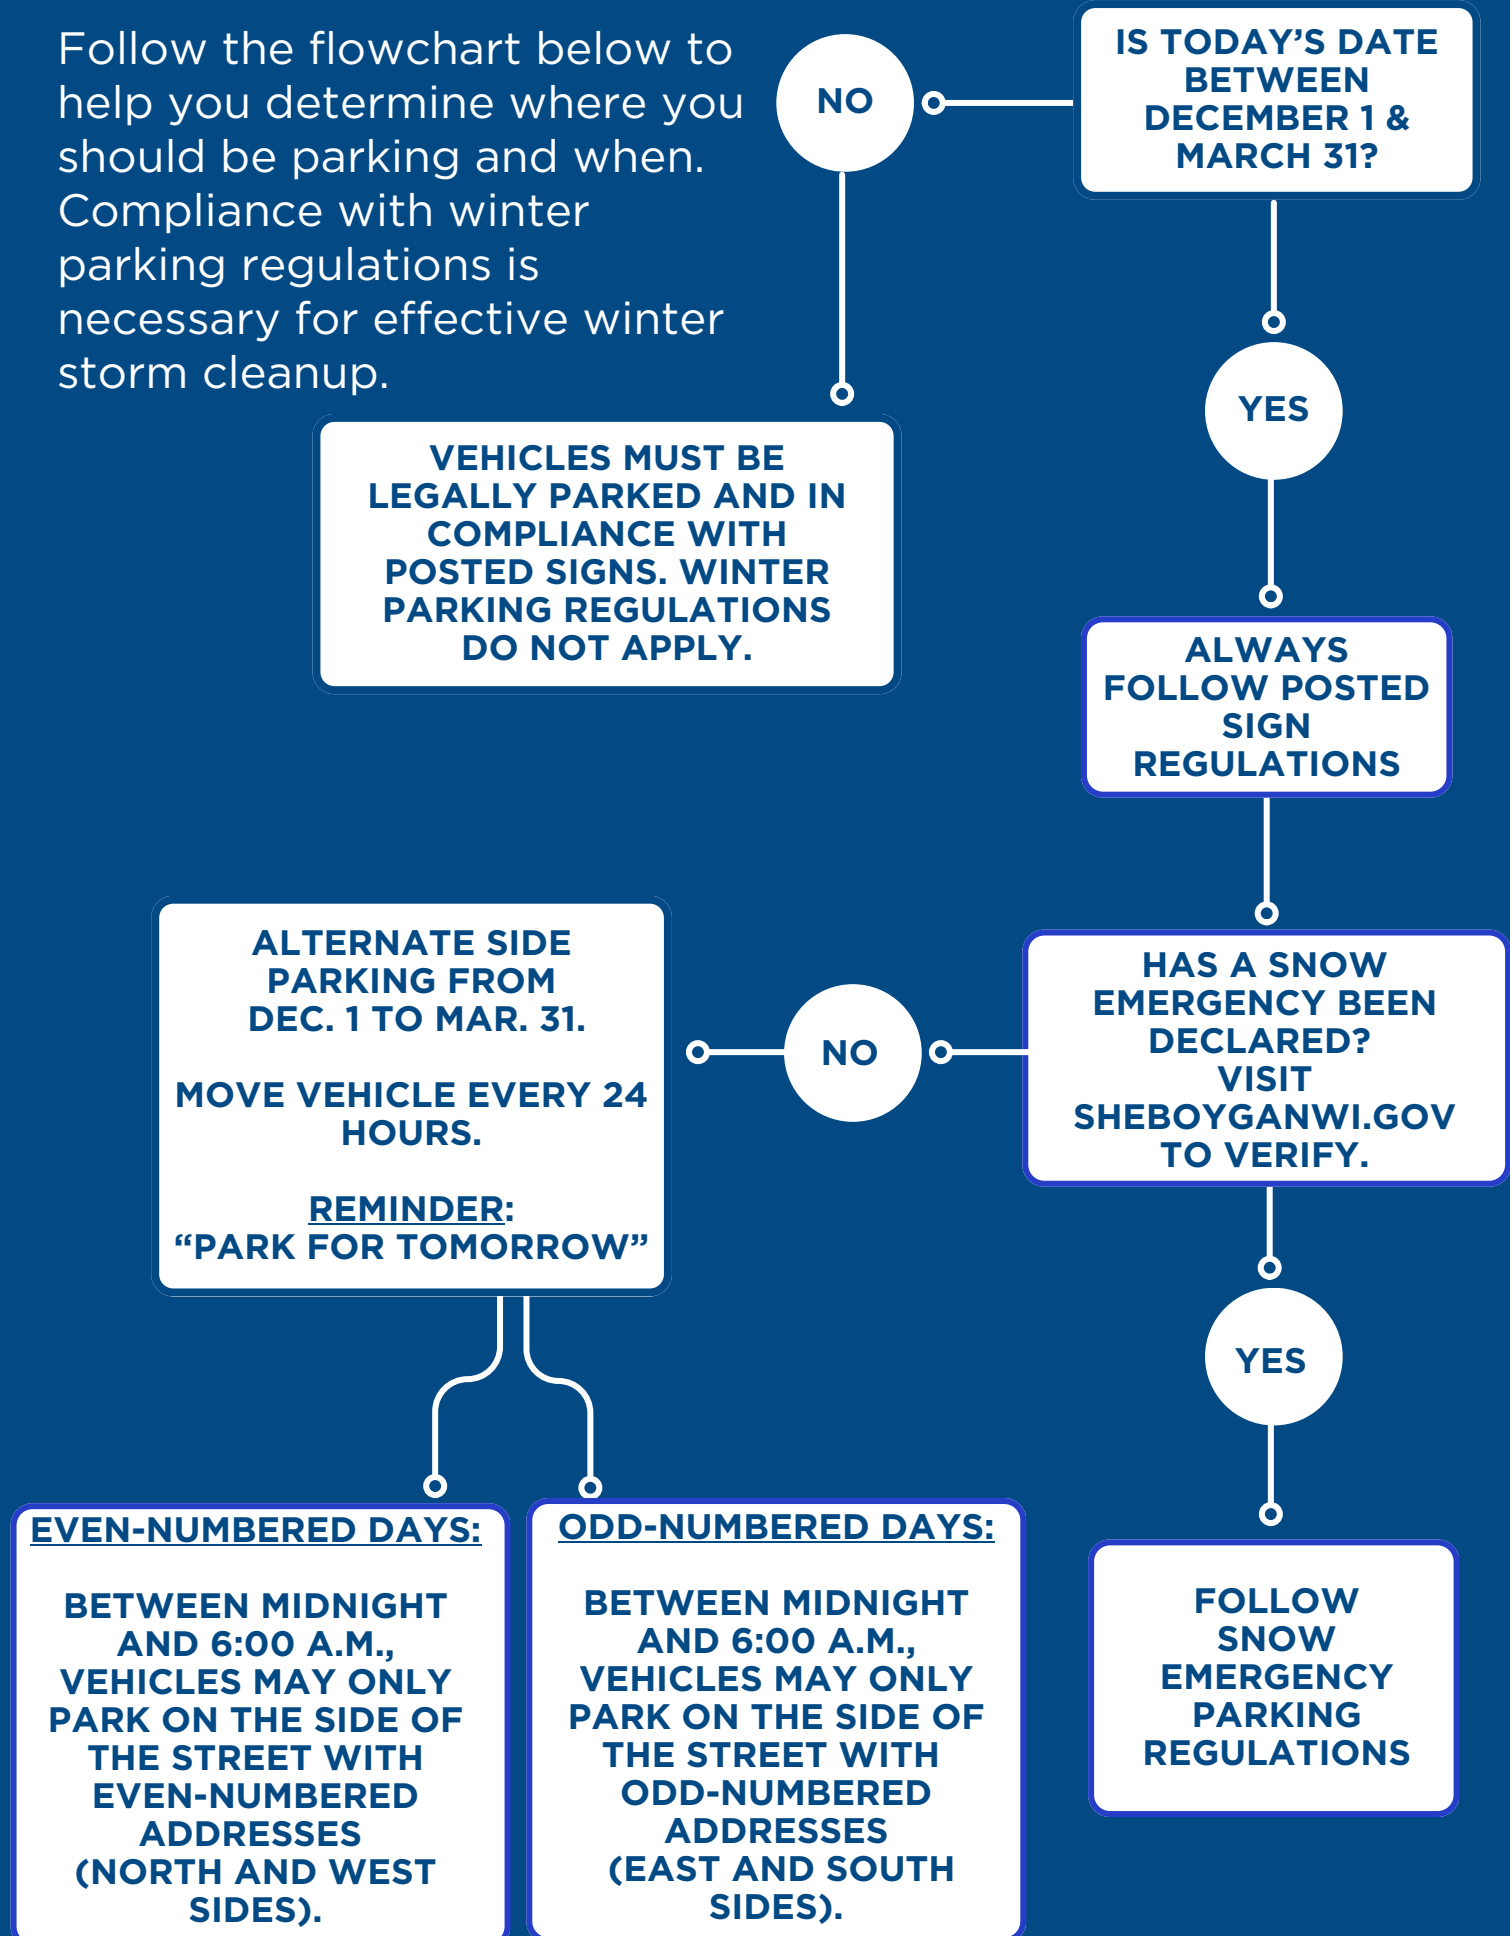 Follow the flowchart below to
help you determine where you
should be parking and when.
Compliance with winter
parking regulations is
necessary for effective winter
storm cleanup.
IS TODAY’S DATE
BETWEEN
DECEMBER 1 &
MARCH 31?
NO
YES
VEHICLES MUST BE
LEGALLY PARKED AND IN
COMPLIANCE WITH
POSTED SIGNS. WINTER
PARKING REGULATIONS
DO NOT APPLY.
ALWAYS
FOLLOW POSTED
SIGN
REGULATIONS
HAS A SNOW
EMERGENCY BEEN
DECLARED?
VISIT
SHEBOYGANWI.GOV
TO VERIFY.
NO
ALTERNATE SIDE
PARKING FROM
DEC. 1 TO MAR. 31.
MOVE VEHICLE EVERY 24
HOURS.
REMINDER:
“PARK FOR TOMORROW”
YES
EVEN-NUMBERED DAYS:
BETWEEN MIDNIGHT
AND 6:00 A.M.,
VEHICLES MAY ONLY
PARK ON THE SIDE OF
THE STREET WITH
EVEN-NUMBERED
ADDRESSES
(NORTH AND WEST
SIDES).
ODD-NUMBERED DAYS:
BETWEEN MIDNIGHT
AND 6:00 A.M.,
VEHICLES MAY ONLY
PARK ON THE SIDE OF
THE STREET WITH
ODD-NUMBERED
ADDRESSES
(EAST AND SOUTH
SIDES).
FOLLOW
SNOW
EMERGENCY
PARKING
REGULATIONS